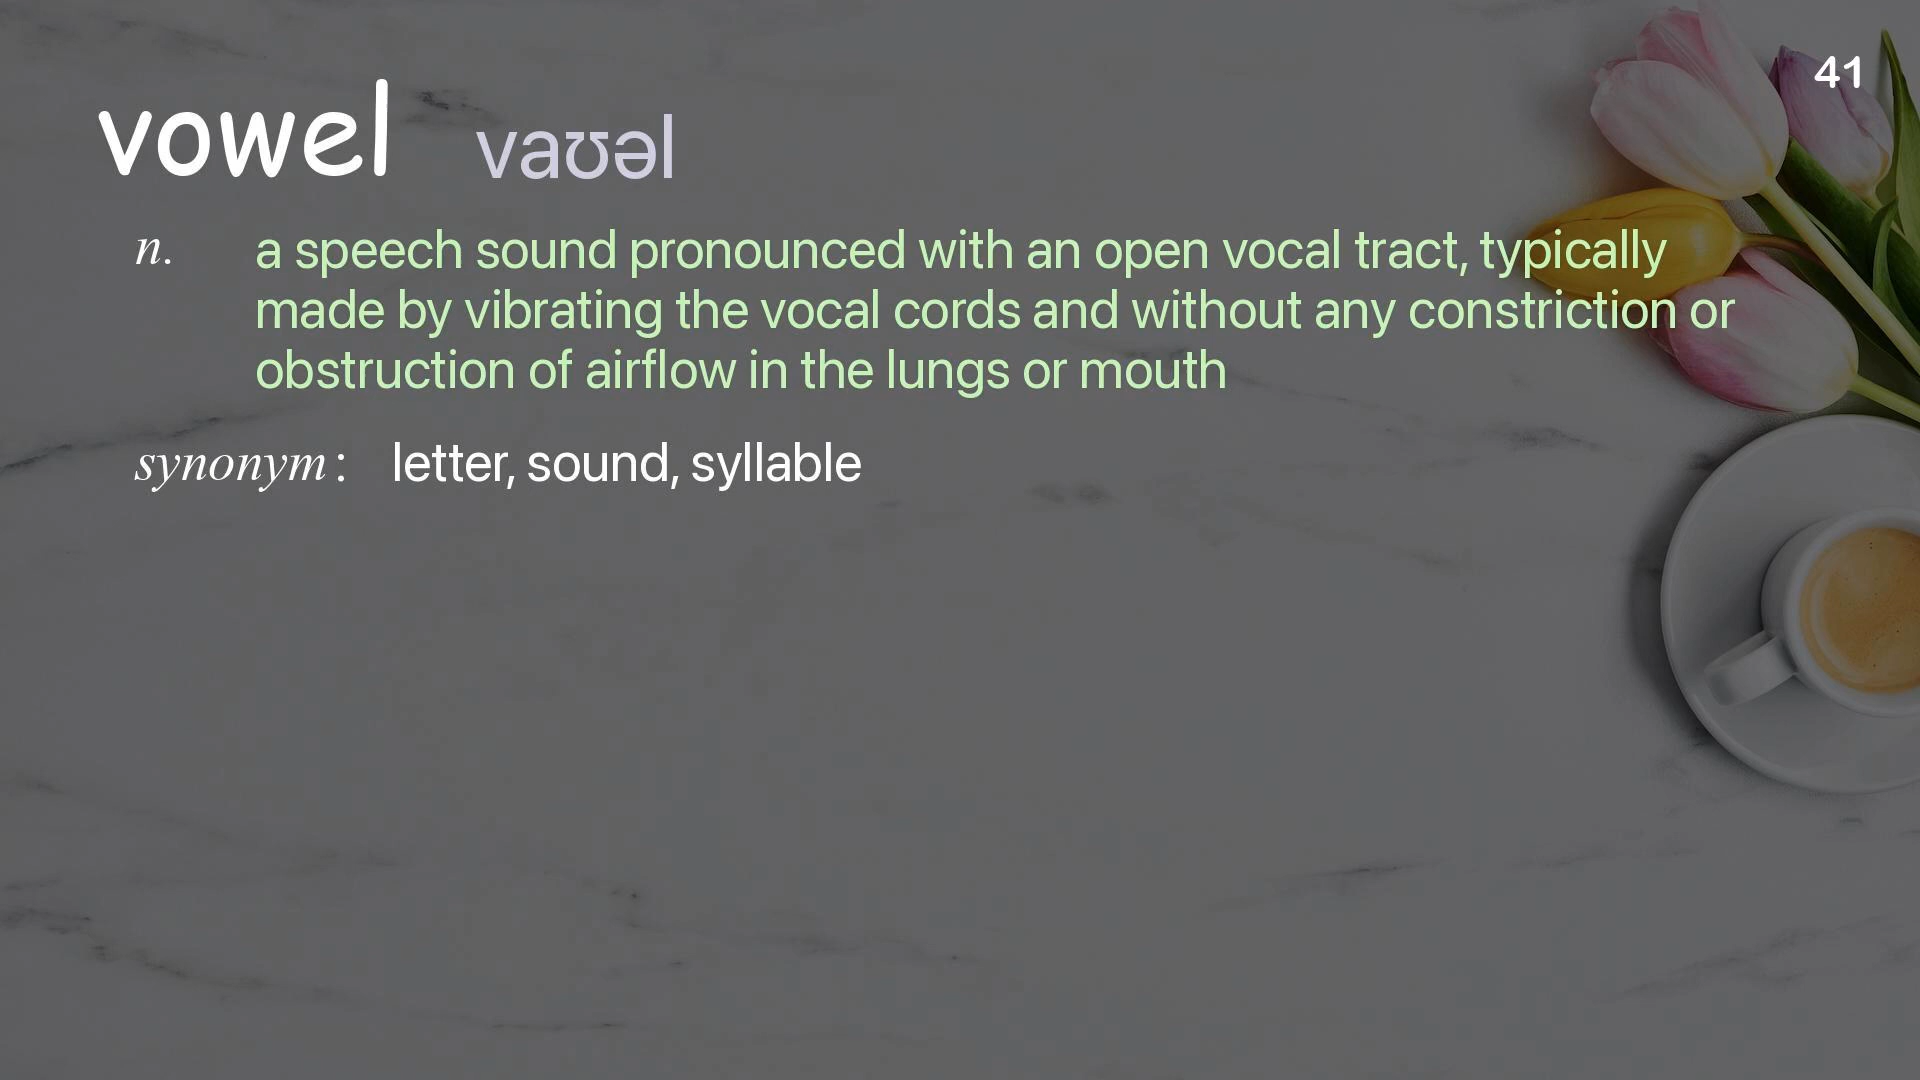 41
vowel vaʊəl
n. a speech sound pronounced with an open vocal tract, typically
made by vibrating the vocal cords and without any constriction or
obstruction of airflow in the lungs or mouth
synonym: letter, sound, syllable